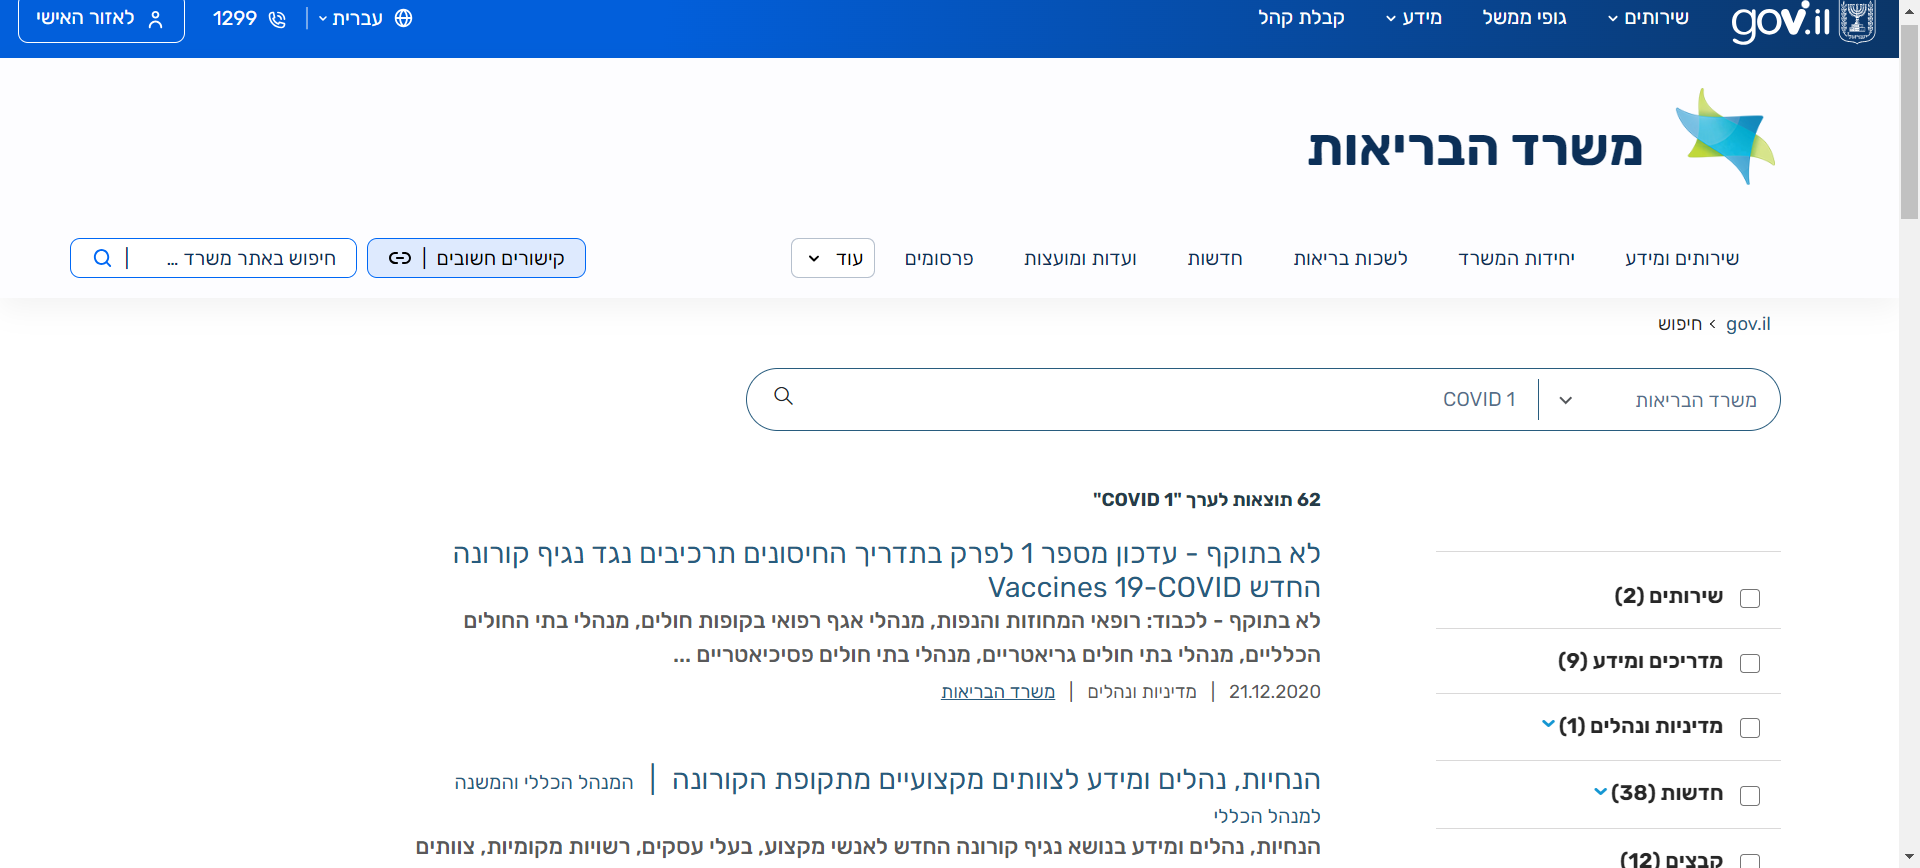 gov.il
שירותים
גופי ממשל
מידע
קבלת קהל
עברית
1299
לאזור האישי
משרד הבריאות
שירותים ומידע
יחידות המשרד
לשכות בריאות
חדשות
ועדות ומועצות
פרסומים
עוד
קישורים חשובים
חיפוש באתר משרד ...
gov.il › חיפוש
משרד הבריאות
COVID 1
62 תוצאות לערך "COVID 1"
לא בתוקף - עדכון מספר 1 לפרק בתדריך החיסונים תרכיבים נגד נגיף קורונה
החדש Vaccines 19-COVID
לא בתוקף - לכבוד: רופאי המחוזות והנפות, מנהלי אגף רפואי בקופות חולים, מנהלי בתי החולים
הכלליים, מנהלי בתי חולים גריאטריים, מנהלי בתי חולים פסיכיאטריים ...
21.12.2020 | מדיניות ונהלים | משרד הבריאות
הנחיות, נהלים ומידע לצוותים מקצועיים מתקופת הקורונה | המנהל הכללי והמשנה
למנהל הכללי
הנחיות, נהלים ומידע בנושא נגיף קורונה החדש לאנשי מקצוע, בעלי עסקים, רשויות מקומיות, צוותים
שירותים (2)
מדריכים ומידע (9)
מדיניות ונהלים (1)
חדשות (38)
קבצים (12)